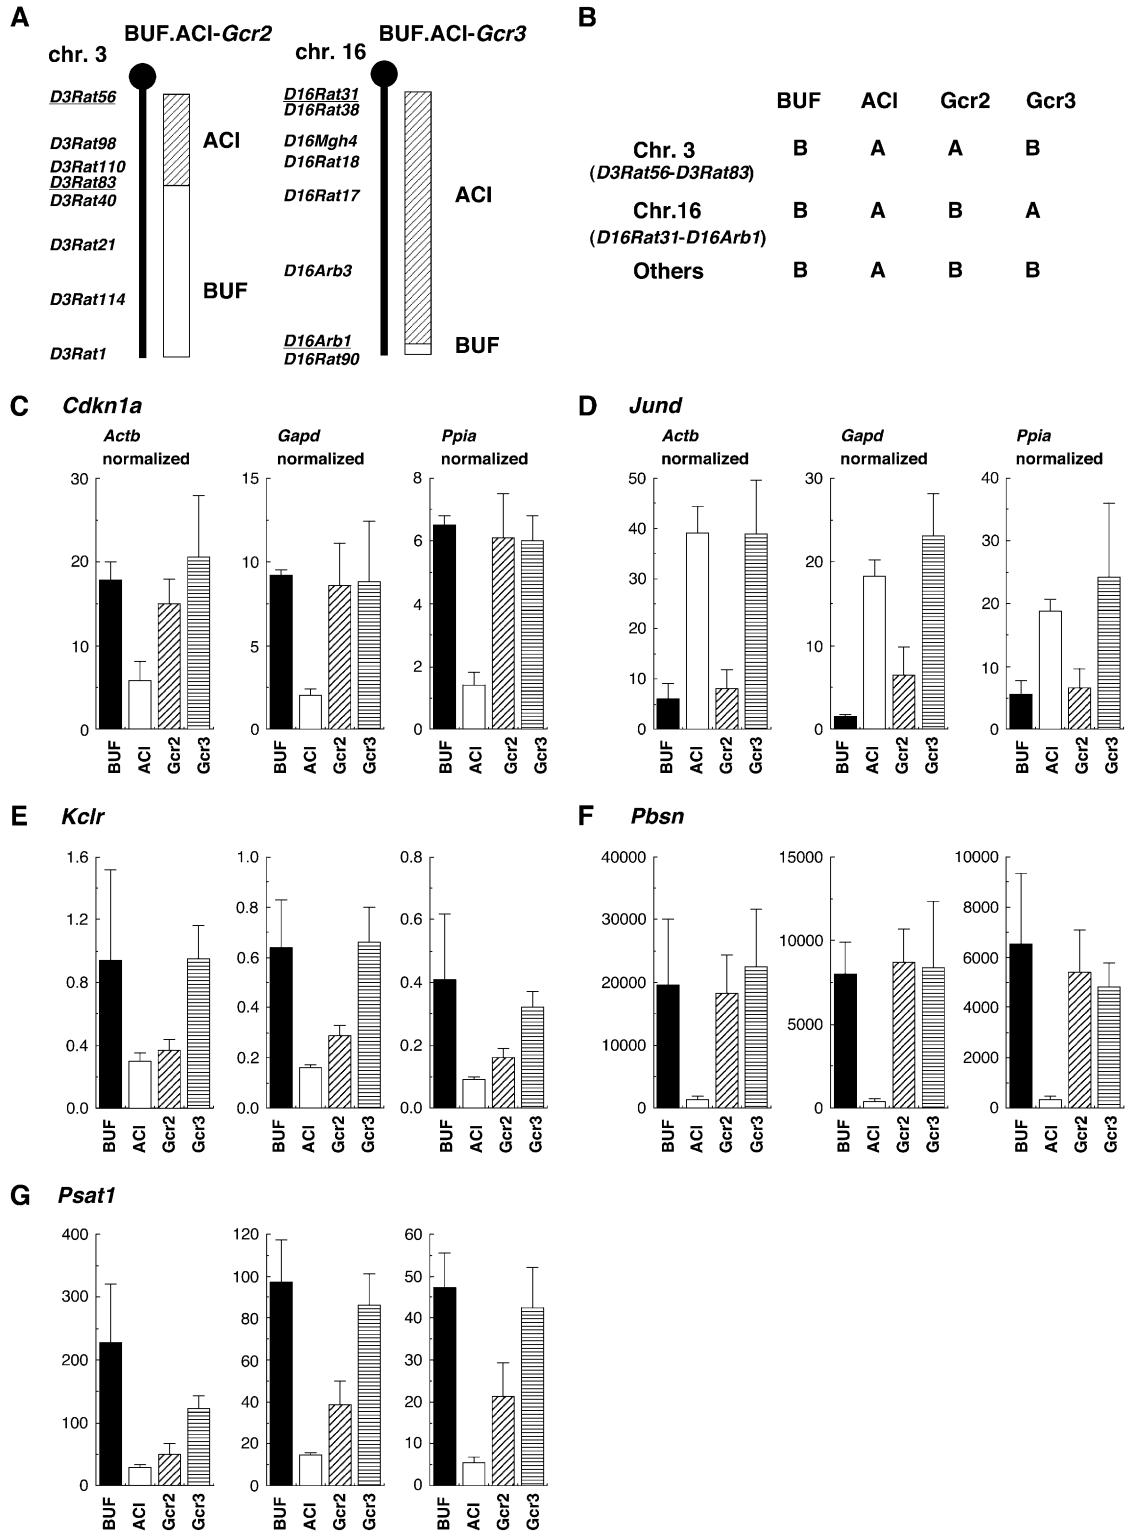 A
BUF.ACI-Gcr2
BUF.ACI-Gcr3
chr. 3
chr. 16
D3Rat56
D3Rat98
D3Rat110
D3Rat83
D3Rat40
D3Rat21
D3Rat114
D3Rat1
ACI
BUF
D16Rat31
D16Rat38
D16Mgh4
D16Rat18
D16Rat17
D16Arb3
D16Arb1
D16Rat90
ACI
BUF
B
BUF ACI Gcr2 Gcr3
Chr. 3 B A A B
(D3Rat56-D3Rat83)
Chr.16 B A B A
(D16Rat31-D16Arb1)
Others B A B B
C Cdkn1a
Actb
normalized
30
20
10
0
BUF ACI Gcr2 Gcr3
Gapd
normalized
15
10
5
0
BUF ACI Gcr2 Gcr3
Ppia
normalized
8
6
4
2
0
BUF ACI Gcr2 Gcr3
D Jund
Actb
normalized
50
40
30
20
10
0
BUF ACI Gcr2 Gcr3
Gapd
normalized
30
20
10
0
BUF ACI Gcr2 Gcr3
Ppia
normalized
40
30
20
10
0
BUF ACI Gcr2 Gcr3
E Kclr
1.6
1.2
0.8
0.4
0.0
BUF ACI Gcr2 Gcr3
1.0
0.8
0.6
0.4
0.2
0.0
BUF ACI Gcr2 Gcr3
0.8
0.6
0.4
0.2
0.0
BUF ACI Gcr2 Gcr3
F Pbsn
40000
30000
20000
10000
0
BUF ACI Gcr2 Gcr3
15000
10000
5000
0
BUF ACI Gcr2 Gcr3
10000
8000
6000
4000
2000
0
BUF ACI Gcr2 Gcr3
G Psat1
400
300
200
100
0
BUF ACI Gcr2 Gcr3
120
100
80
60
40
20
0
BUF ACI Gcr2 Gcr3
60
50
40
30
20
10
0
BUF ACI Gcr2 Gcr3